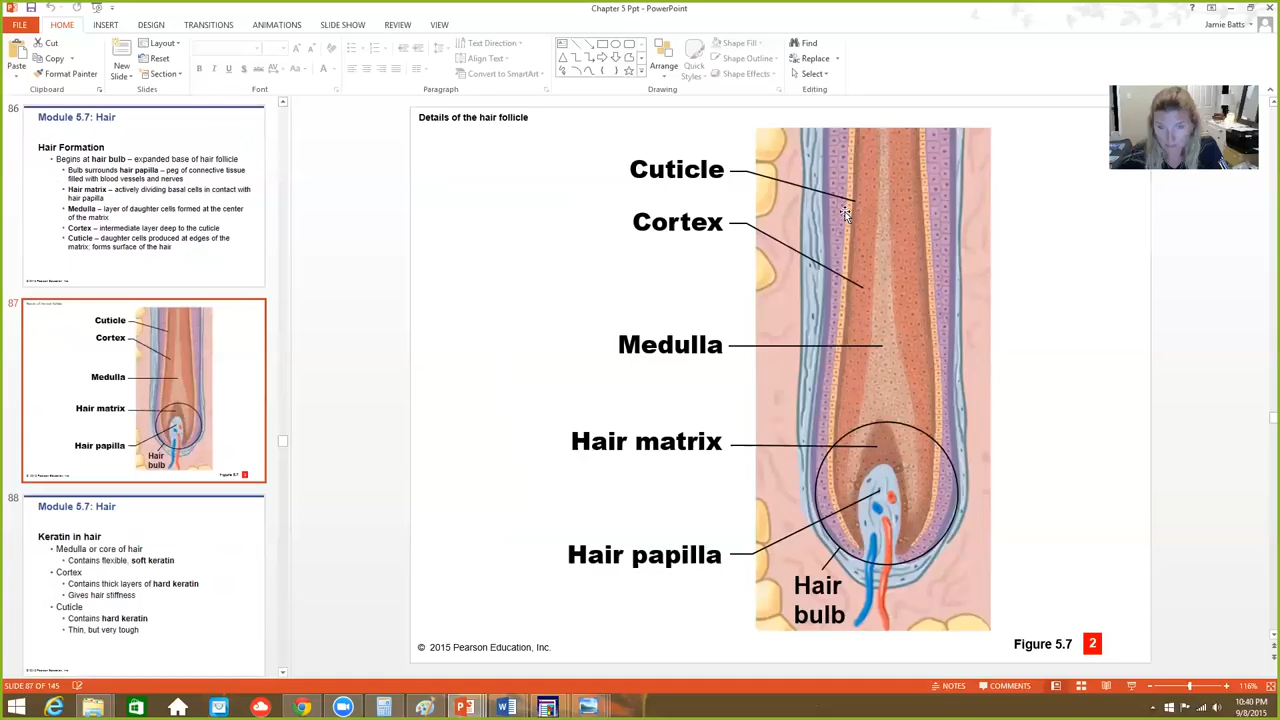 Chapter 5 Ppt - PowerPoint
FILE HOME INSERT DESIGN TRANSITIONS ANIMATIONS SLIDE SHOW REVIEW VIEW
Jamie Batts
Paste
Cut
Copy
Format Painter
Clipboard
New
Slide
Layout
Reset
Section
Slides
B I U S abc AV Aa A
Font
Text Direction
Align Text
Convert to SmartArt
Paragraph
Arrange
Quick
Styles
Shape Fill
Shape Outline
Shape Effects
Drawing
Find
Replace
Select
Editing
86
Module 5.7: Hair
Hair Formation
Begins at hair bulb – expanded base of hair follicle
• Bulb surrounds hair papilla – peg of connective tissue
filled with blood vessels and nerves
• Hair matrix – actively dividing basal cells in contact with
hair papilla
• Medulla – layer of daughter cells formed at the center
of the matrix
• Cortex – intermediate layer deep to the cuticle
• Cuticle – daughter cells produced at edges of the
matrix; forms surface of the hair
87
Cuticle
Cortex
Medulla
Hair matrix
Hair papilla
Hair
bulb
Figure 5.7 2
88
Module 5.7: Hair
Keratin in hair
• Medulla or core of hair
• Contains flexible, soft keratin
• Cortex
• Contains thick layers of hard keratin
• Gives hair stiffness
• Cuticle
• Contains hard keratin
• Thin, but very tough
Details of the hair follicle
Cuticle
Cortex
Medulla
Hair matrix
Hair papilla
Hair
bulb
© 2015 Pearson Education, Inc.
Figure 5.7 2
SLIDE 87 OF 145
NOTES
COMMENTS
116%
10:40 PM
9/8/2015